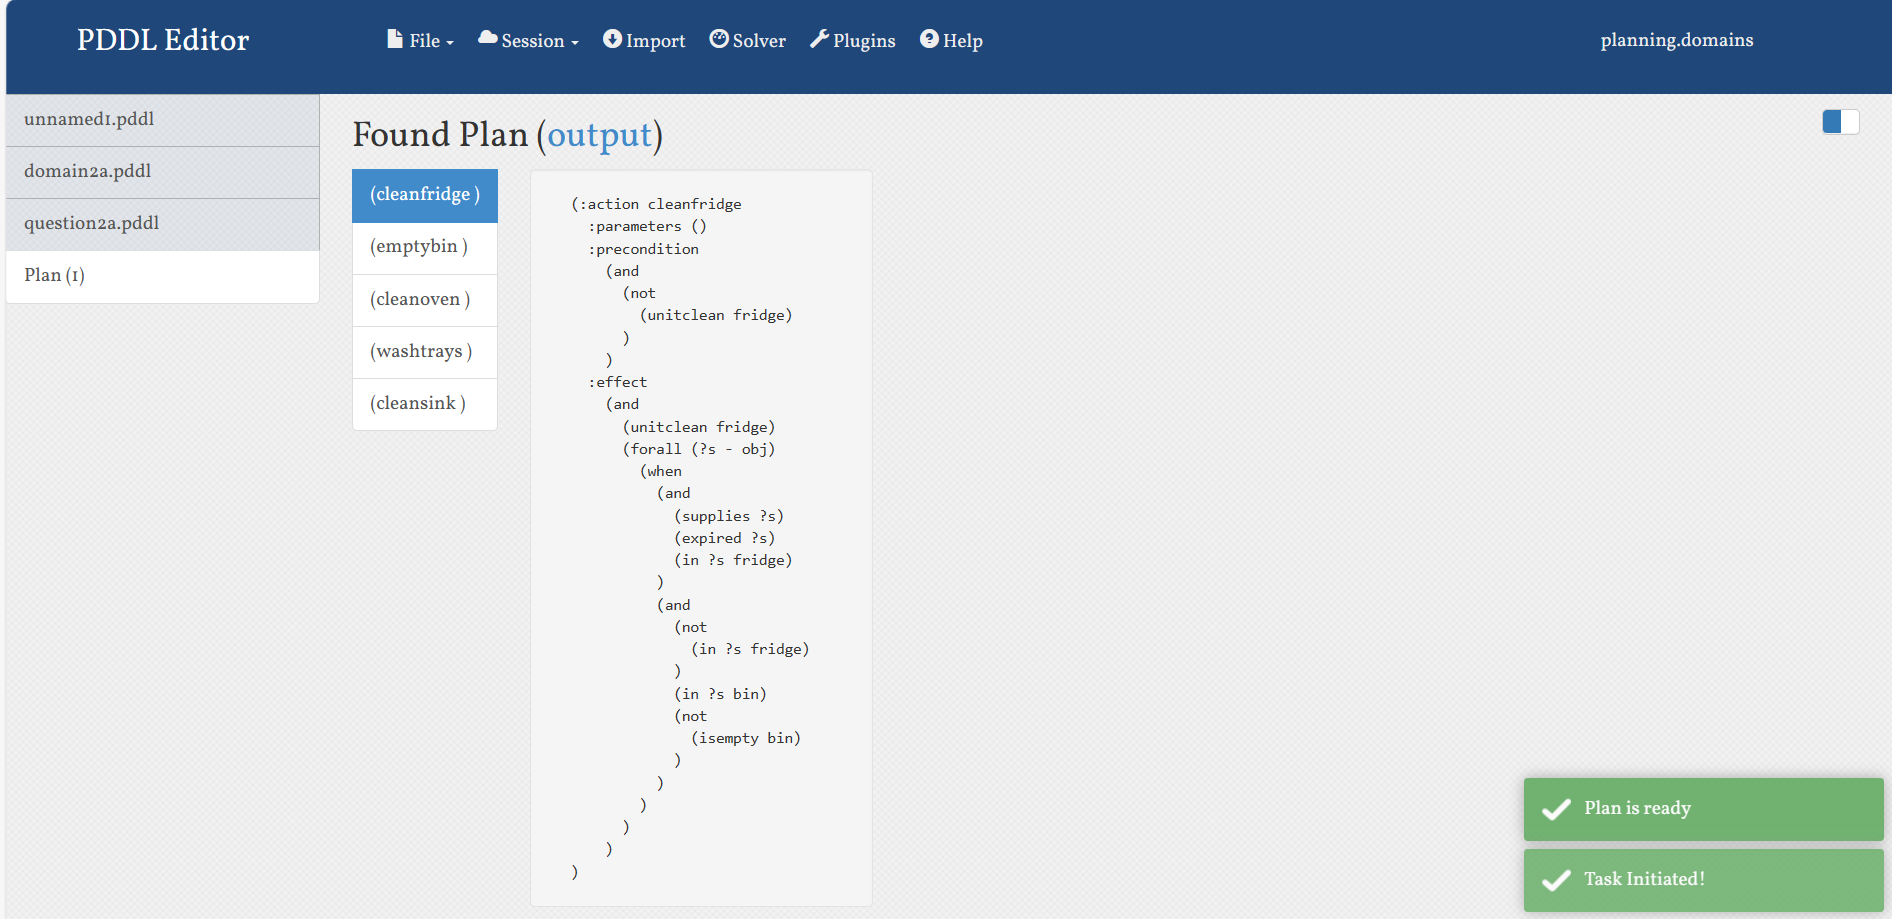 PDDL Editor
File
Session
Import
Solver
Plugins
Help
planning.domains
unnamed1.pddl
domain2a.pddl
question2a.pddl
Plan (1)
Found Plan (output)
(cleanfridge )
(emptybin )
(cleanoven )
(washtrays )
(cleansink )
(:action cleanfridge
  :parameters ()
  :precondition
    (and
      (not
        (unitclean fridge)
      )
    )
  :effect
    (and
      (unitclean fridge)
      (forall (?s - obj)
        (when
          (and
            (supplies ?s)
            (expired ?s)
            (in ?s fridge)
          )
          (and
            (not
              (in ?s fridge)
            )
            (in ?s bin)
            (not
              (isempty bin)
            )
          )
        )
      )
    )
)
Plan is ready
Task Initiated!